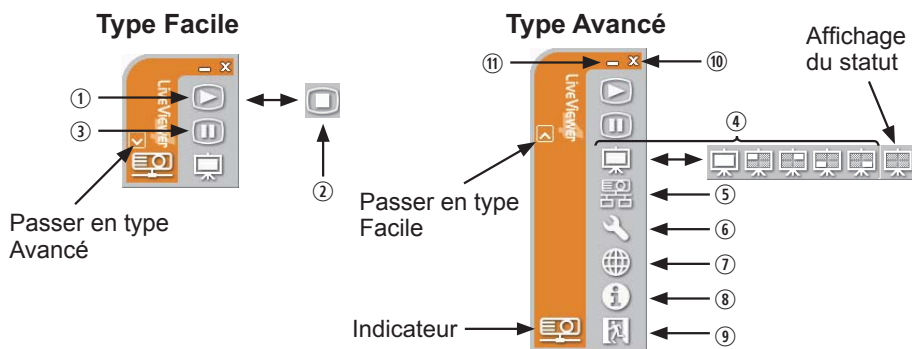 Type Facile
Type Avancé
Affichage
du statut
LiveViewer
①
③
②
Passer en type
Avancé
⑪
⑩
④
Passer en type
Facile
⑤
⑥
⑦
⑧
⑨
Indicateur